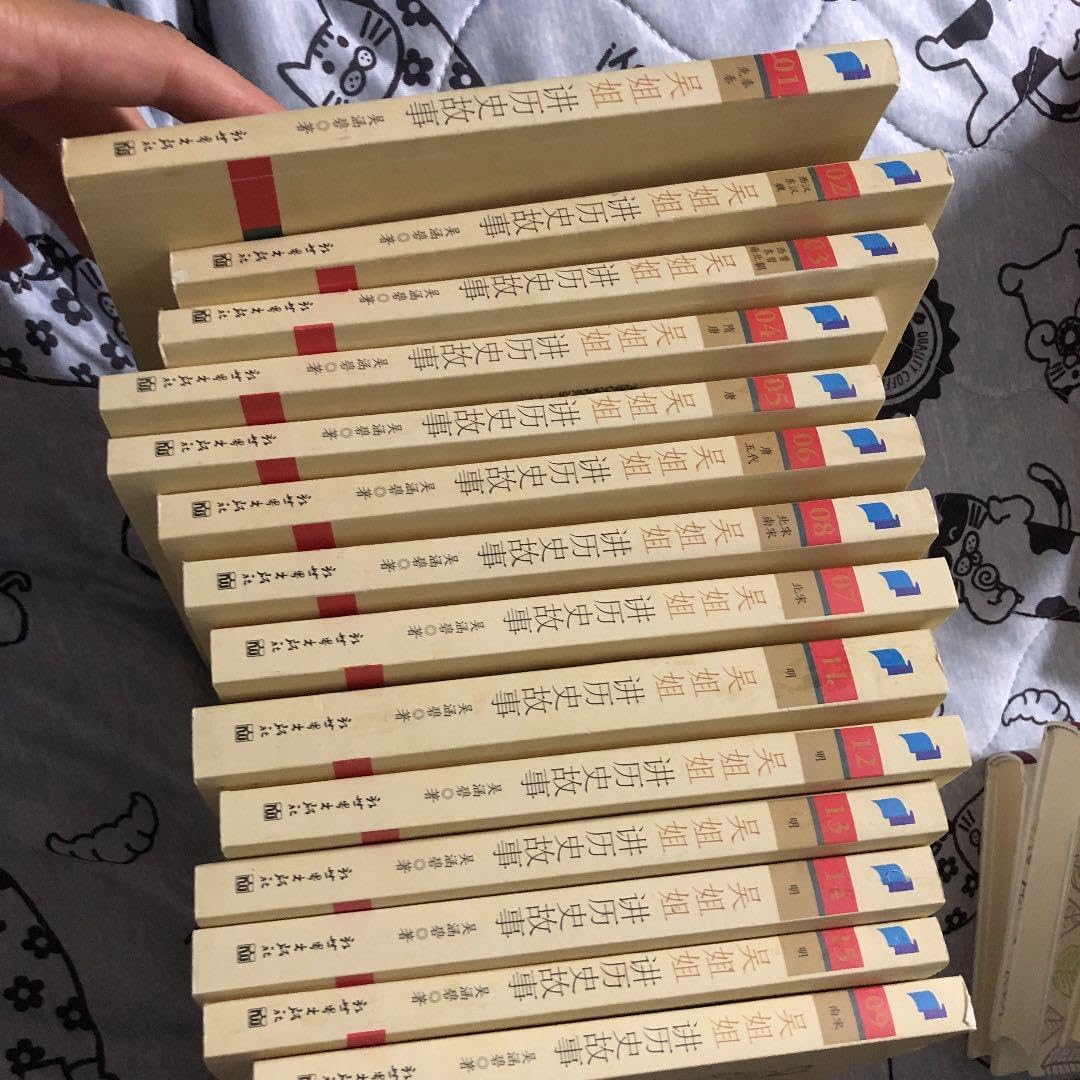 01 先秦 吴姐姐讲历史故事 吴涵碧◎著 新世界出版社
02 西汉 东汉 吴姐姐讲历史故事 吴涵碧◎著 新世界出版社
03 西晋 东晋 南北朝 吴姐姐讲历史故事 吴涵碧◎著 新世界出版社
04 隋 唐 吴姐姐讲历史故事 吴涵碧◎著 新世界出版社
05 唐 吴姐姐讲历史故事 吴涵碧◎著 新世界出版社
06 唐 五代 吴姐姐讲历史故事 吴涵碧◎著 新世界出版社
08 北宋 南宋 吴姐姐讲历史故事 吴涵碧◎著 新世界出版社
07 北宋 吴姐姐讲历史故事 吴涵碧◎著 新世界出版社
11 明 吴姐姐讲历史故事 吴涵碧◎著 新世界出版社
12 明 吴姐姐讲历史故事 吴涵碧◎著 新世界出版社
13 明 吴姐姐讲历史故事 吴涵碧◎著 新世界出版社
14 明 吴姐姐讲历史故事 吴涵碧◎著 新世界出版社
15 明 吴姐姐讲历史故事 吴涵碧◎著 新世界出版社
09 南宋 吴姐姐讲历史故事 吴涵碧◎著
QUALITY